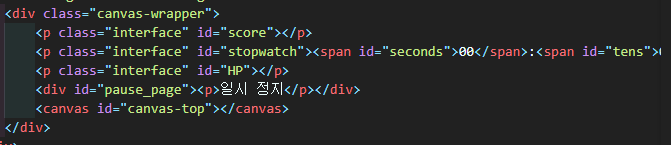 <div class="canvas-wrapper">
<p class="interface" id="score"></p>
<p class="interface" id="stopwatch"><span id="seconds">00</span>:<span id="tens">
<p class="interface" id="HP"></p>
<div id="pause_page"><p>일시 정지</p></div>
<canvas id="canvas-top"></canvas>
</div>